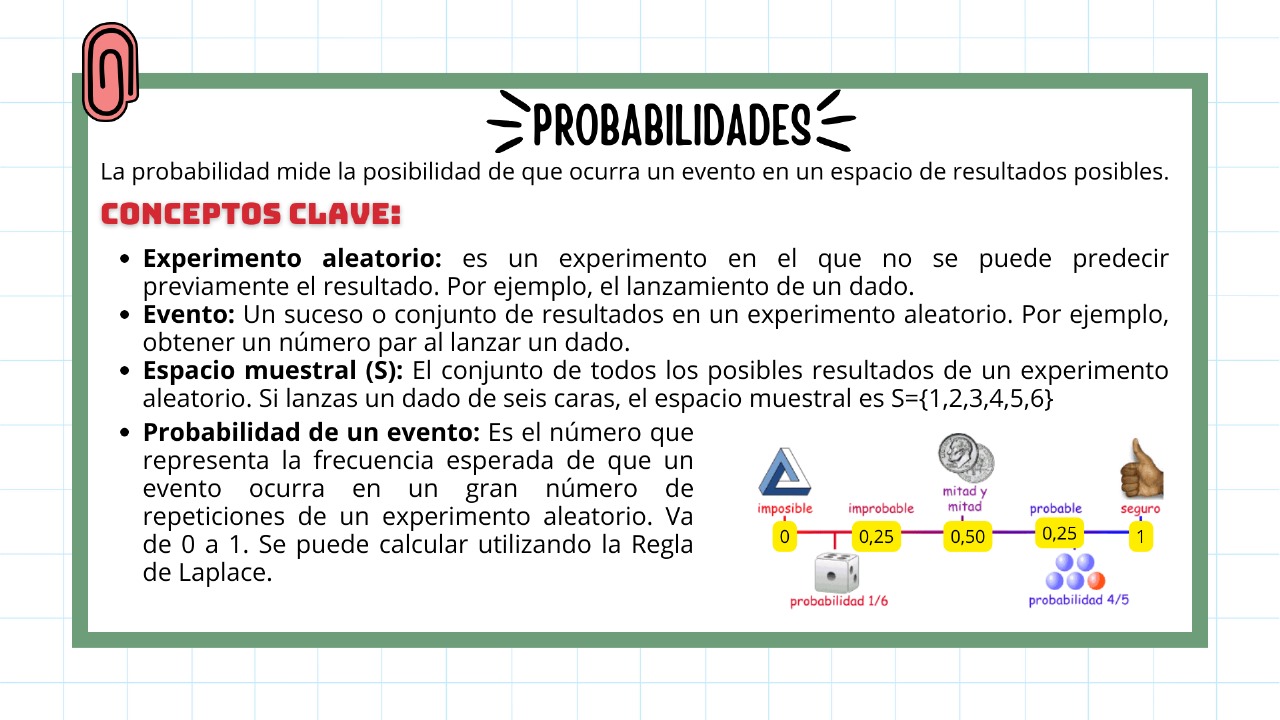 PROBABILIDADES
La probabilidad mide la posibilidad de que ocurra un evento en un espacio de resultados posibles.
CONCEPTOS CLAVE:
• Experimento aleatorio: es un experimento en el que no se puede predecir
previamente el resultado. Por ejemplo, el lanzamiento de un dado.
• Evento: Un suceso o conjunto de resultados en un experimento aleatorio. Por ejemplo,
obtener un número par al lanzar un dado.
• Espacio muestral (S): El conjunto de todos los posibles resultados de un experimento
aleatorio. Si lanzas un dado de seis caras, el espacio muestral es S={1,2,3,4,5,6}
• Probabilidad de un evento: Es el número que
representa la frecuencia esperada de que un
evento ocurra en un gran número de
repeticiones de un experimento aleatorio. Va
de 0 a 1. Se puede calcular utilizando la Regla
de Laplace.
mitad y
imposible improbable mitad probable seguro
0 0,25 0,50 0,25 1
probabilidad 1/6 probabilidad 4/5